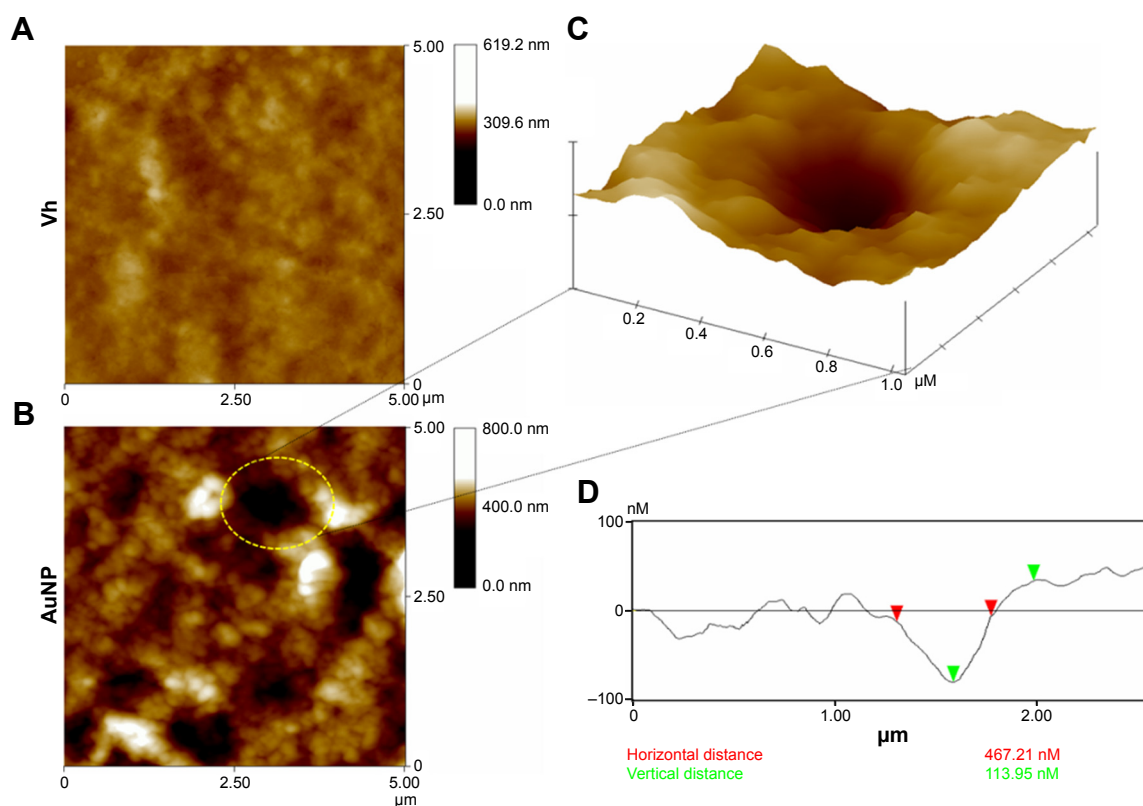 A
Vh
5.00
2.50
0
0
2.50
5.00 µm
619.2 nm
309.6 nm
0.0 nm
B
AuNP
5.00
2.50
0
0
2.50
5.00
µm
800.0 nm
400.0 nm
0.0 nm
C
0.2
0.4
0.6
0.8
1.0
µM
D
nM
100
0
–100
0
1.00
2.00
µm
Horizontal distance 467.21 nM
Vertical distance 113.95 nM